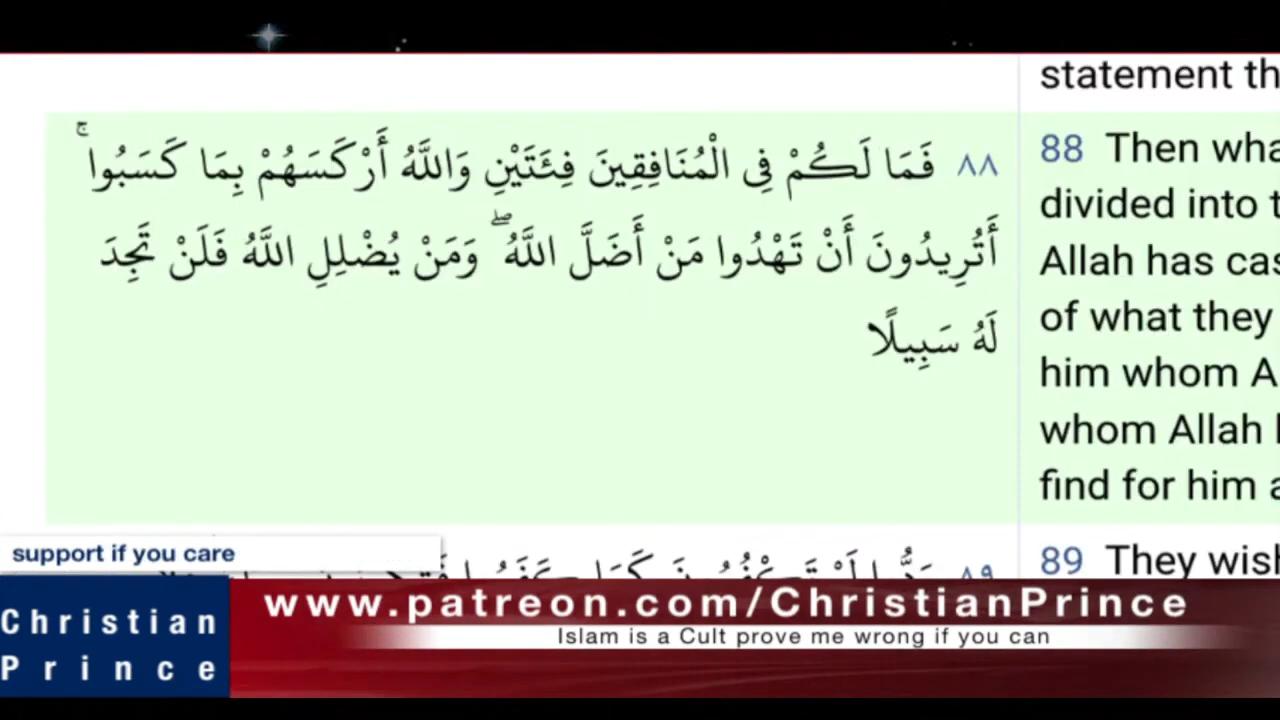 statement th
٨٨ فَمَا لَكُمْ فِى الْمُنَافِقِينَ فِئَتَيْنِ وَاللَّهُ أَرْكَسَهُمْ بِمَا كَسَبُوا ۚ
أَتُرِيدُونَ أَنْ تَهْدُوا مَنْ أَضَلَّ اللَّهُ ۖ وَمَنْ يُضْلِلِ اللَّهُ فَلَنْ تَجِدَ
لَهُ سَبِيلًا
88 Then wha
divided into t
Allah has cas
of what they
him whom A
whom Allah
find for him a
89 They wish
support if you care
Christian
Prince
www.patreon.com/ChristianPrince
Islam is a Cult prove me wrong if you can